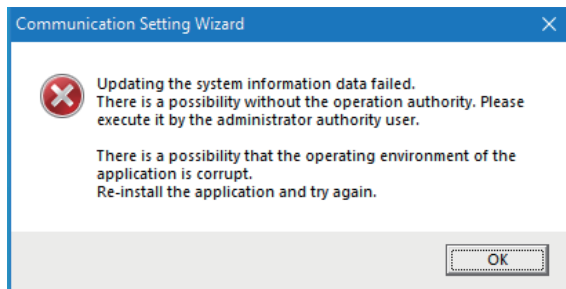 Communication Setting Wizard
Updating the system information data failed.
There is a possibility without the operation authority. Please
execute it by the administrator authority user.
There is a possibility that the operating environment of the
application is corrupt.
Re-install the application and try again.
OK